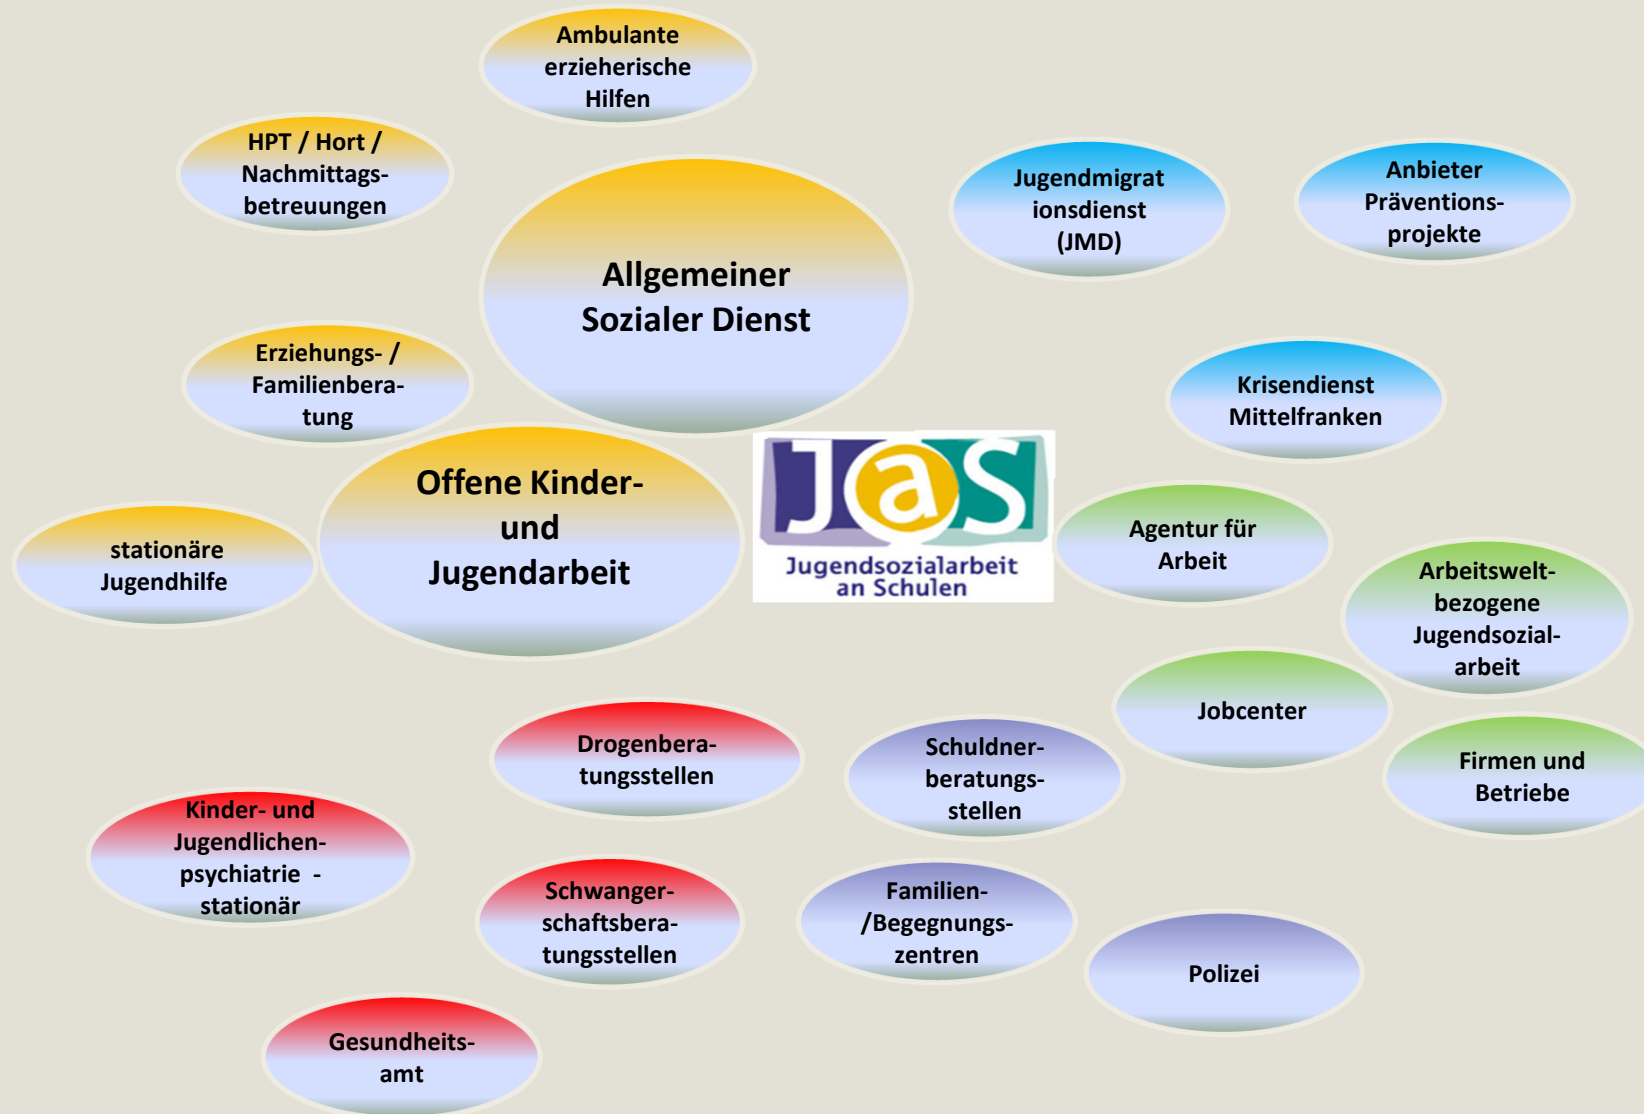 Ambulante
erzieherische
Hilfen
HPT / Hort /
Nachmittags-
betreuungen
Jugendmigrat
ionsdienst
(JMD)
Anbieter
Präventions-
projekte
Allgemeiner
Sozialer Dienst
Erziehungs- /
Familienbera-
tung
Krisendienst
Mittelfranken
Offene Kinder-
und
Jugendarbeit
JaS
Jugendsozialarbeit
an Schulen
stationäre
Jugendhilfe
Agentur für
Arbeit
Arbeitswelt-
bezogene
Jugendsozial-
arbeit
Jobcenter
Drogenbera-
tungsstellen
Schuldner-
beratungs-
stellen
Firmen und
Betriebe
Kinder- und
Jugendlichen-
psychiatrie -
stationär
Schwanger-
schaftsbera-
tungsstellen
Familien-
/Begegnungs-
zentren
Polizei
Gesundheits-
amt